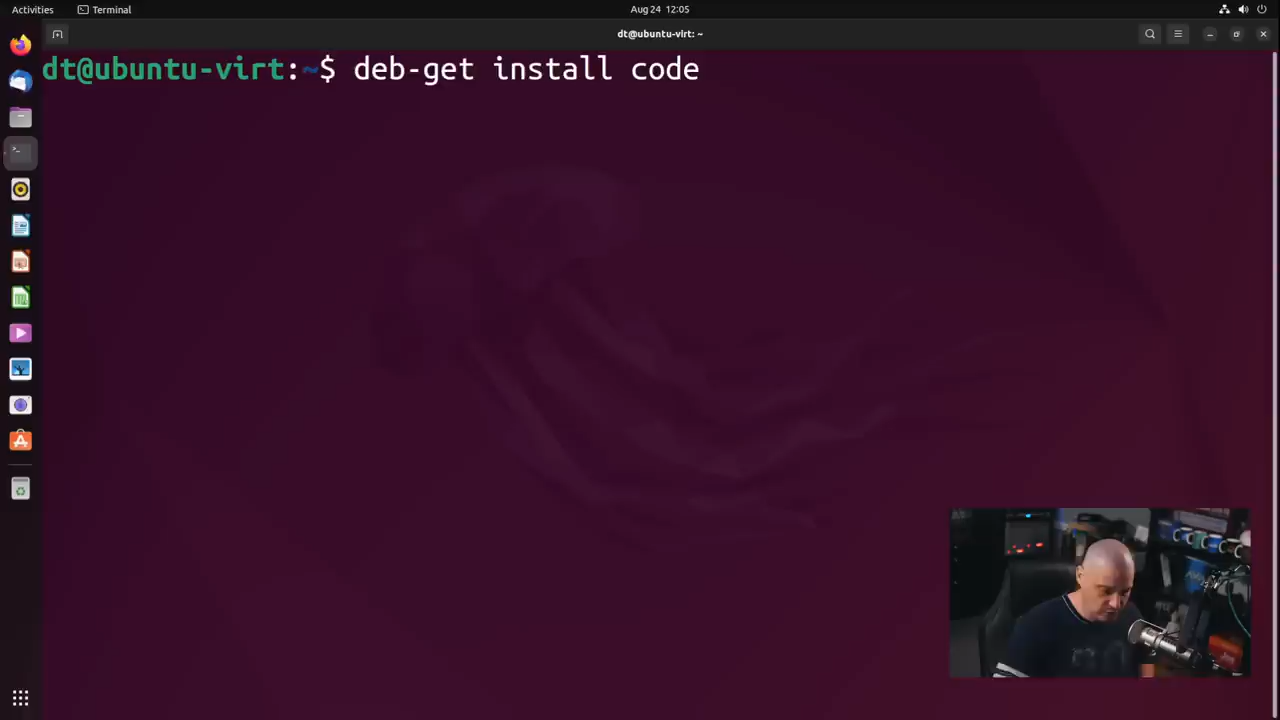 Activities
Terminal
Aug 24 12:05
dt@ubuntu-virt: ~
dt@ubuntu-virt:~$ deb-get install code